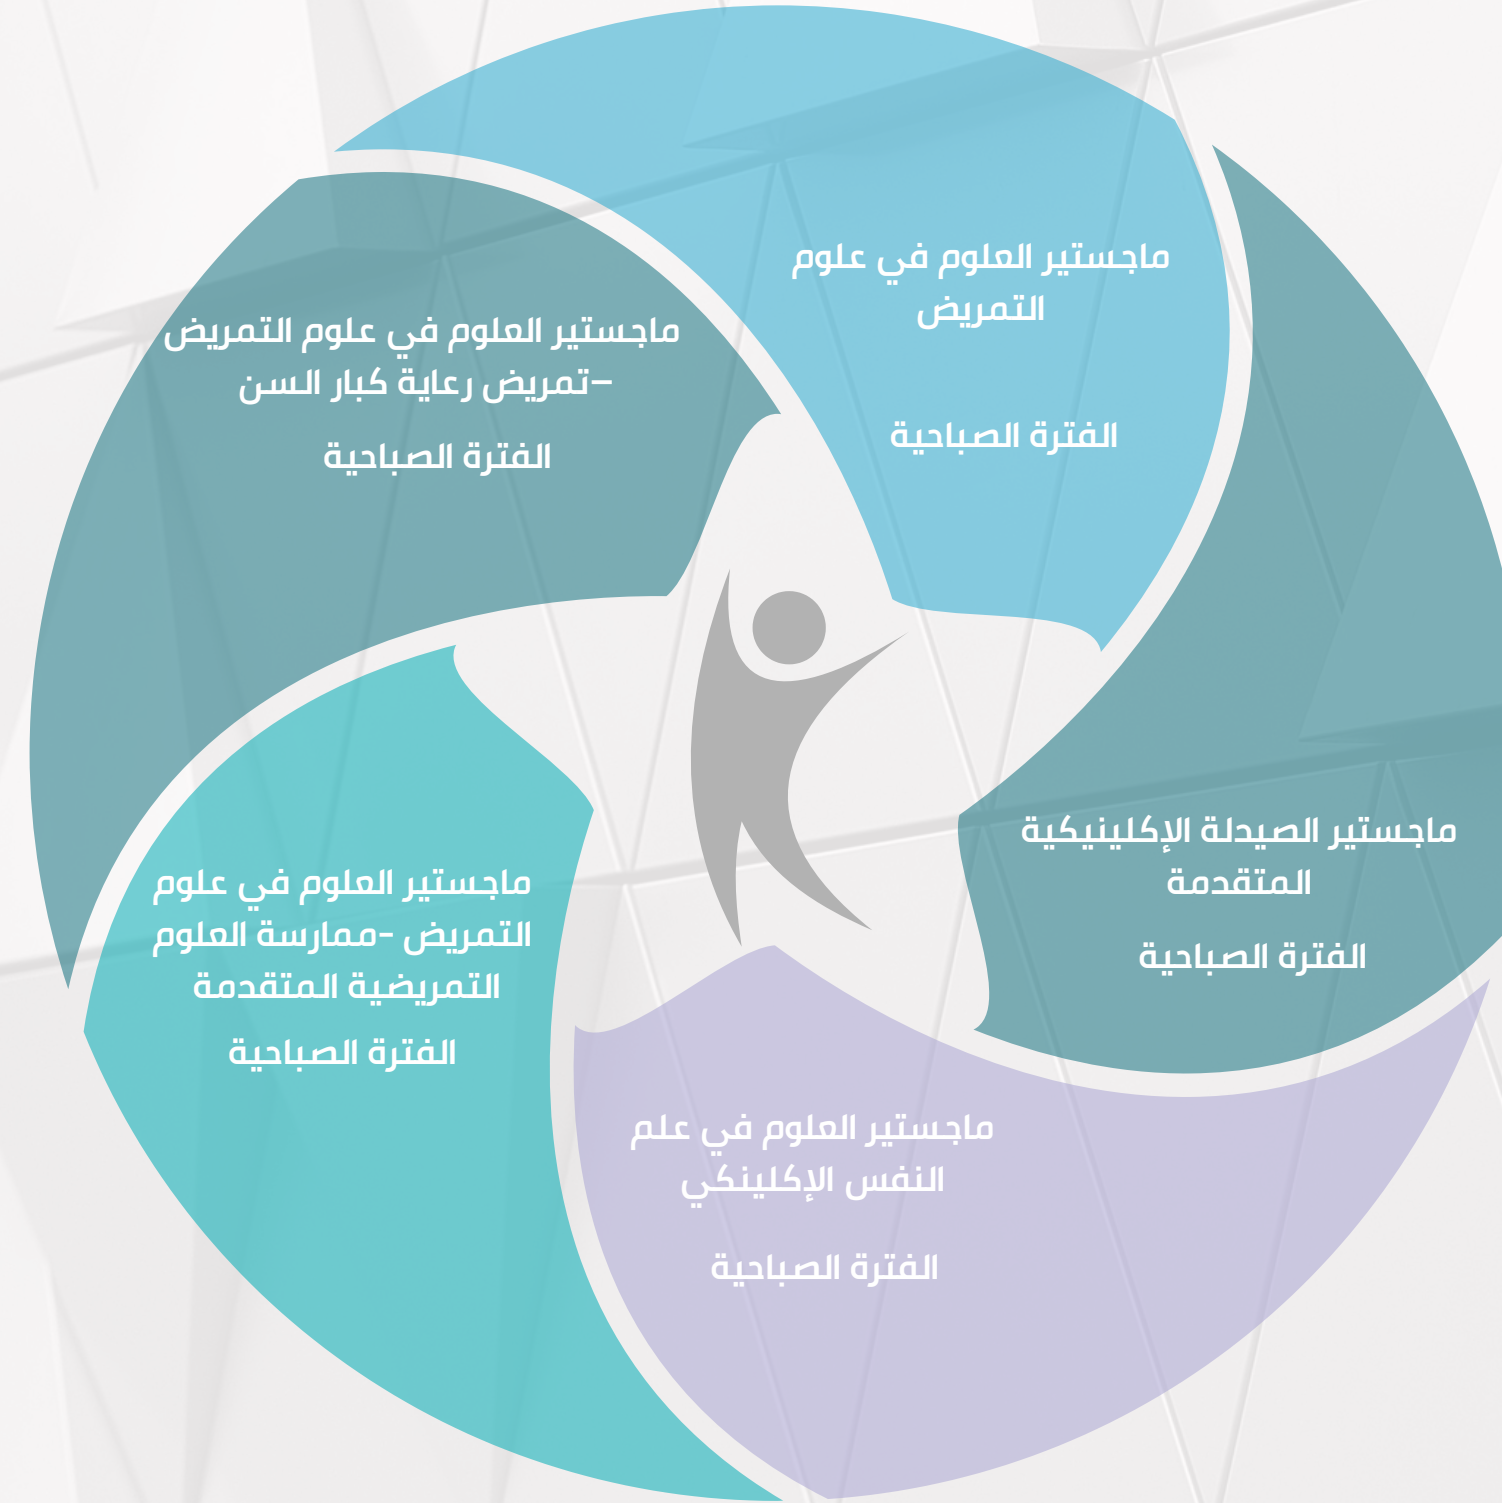 ماجستير العلوم في علوم
التمريض
الفترة الصباحية
ماجستير العلوم في علوم التمريض
–تمريض رعاية كبار السن
الفترة الصباحية
ماجستير الصيدلة الإكلينيكية
المتقدمة
الفترة الصباحية
ماجستير العلوم في علوم
التمريض -ممارسة العلوم
التمريضية المتقدمة
الفترة الصباحية
ماجستير العلوم في علم
النفس الإكلينكي
الفترة الصباحية